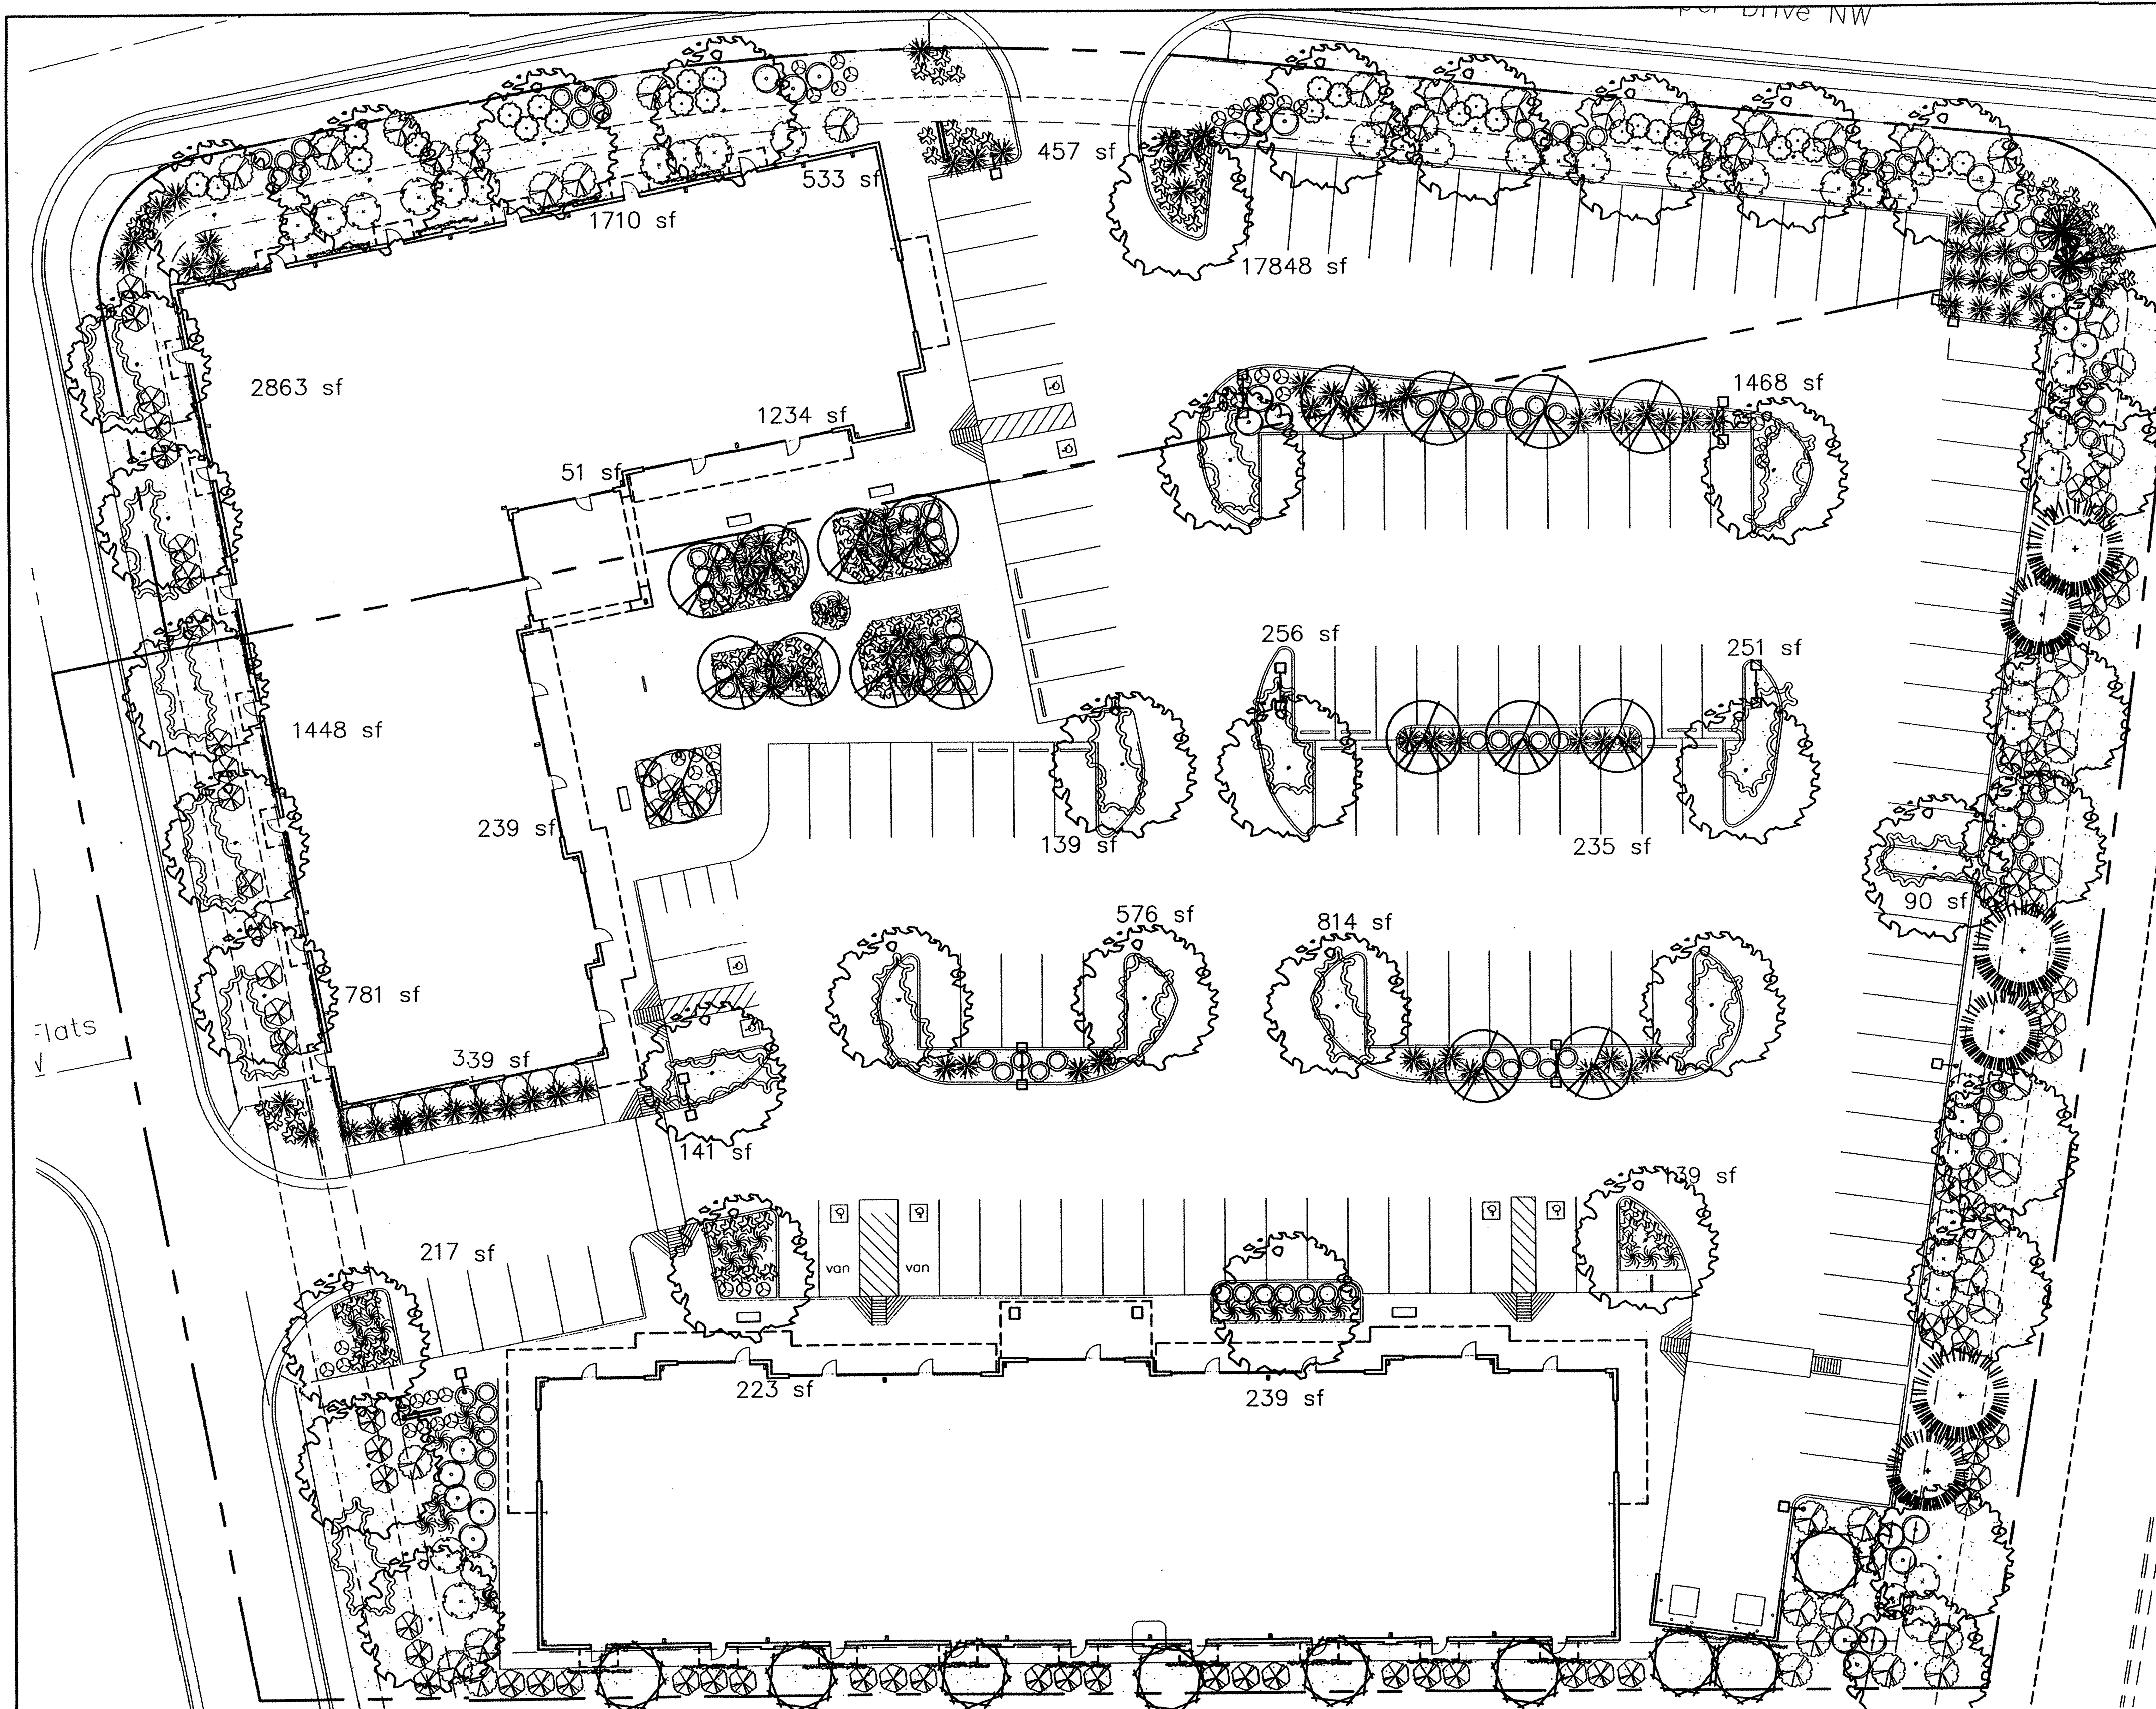 Drive NW
457 sf
533 sf
1710 sf
17848 sf
2863 sf
1468 sf
1234 sf
51 sf
256 sf
251 sf
1448 sf
239 sf
139 sf
235 sf
90 sf
576 sf
814 sf
781 sf
Flats
339 sf
141 sf
139 sf
217 sf
van
van
223 sf
239 sf